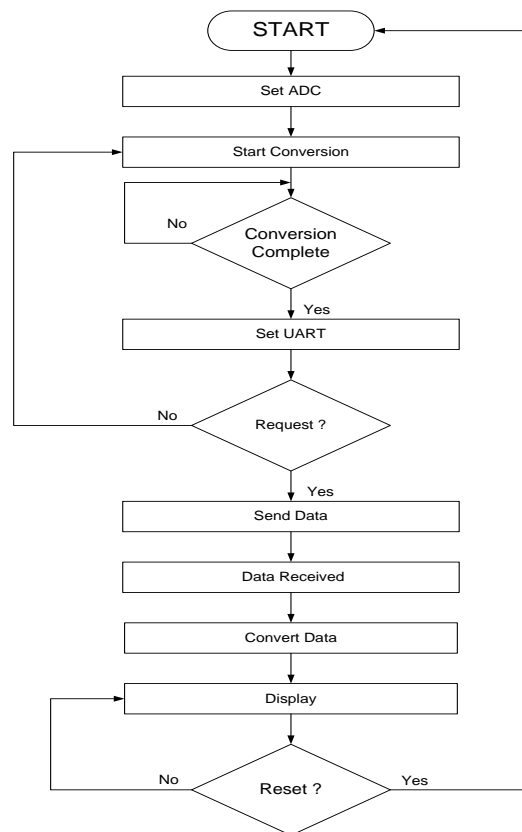 START
Set ADC
Start Conversion
No
Conversion
Complete
Yes
Set UART
No
Request ?
Yes
Send Data
Data Received
Convert Data
Display
No
Reset ?
Yes